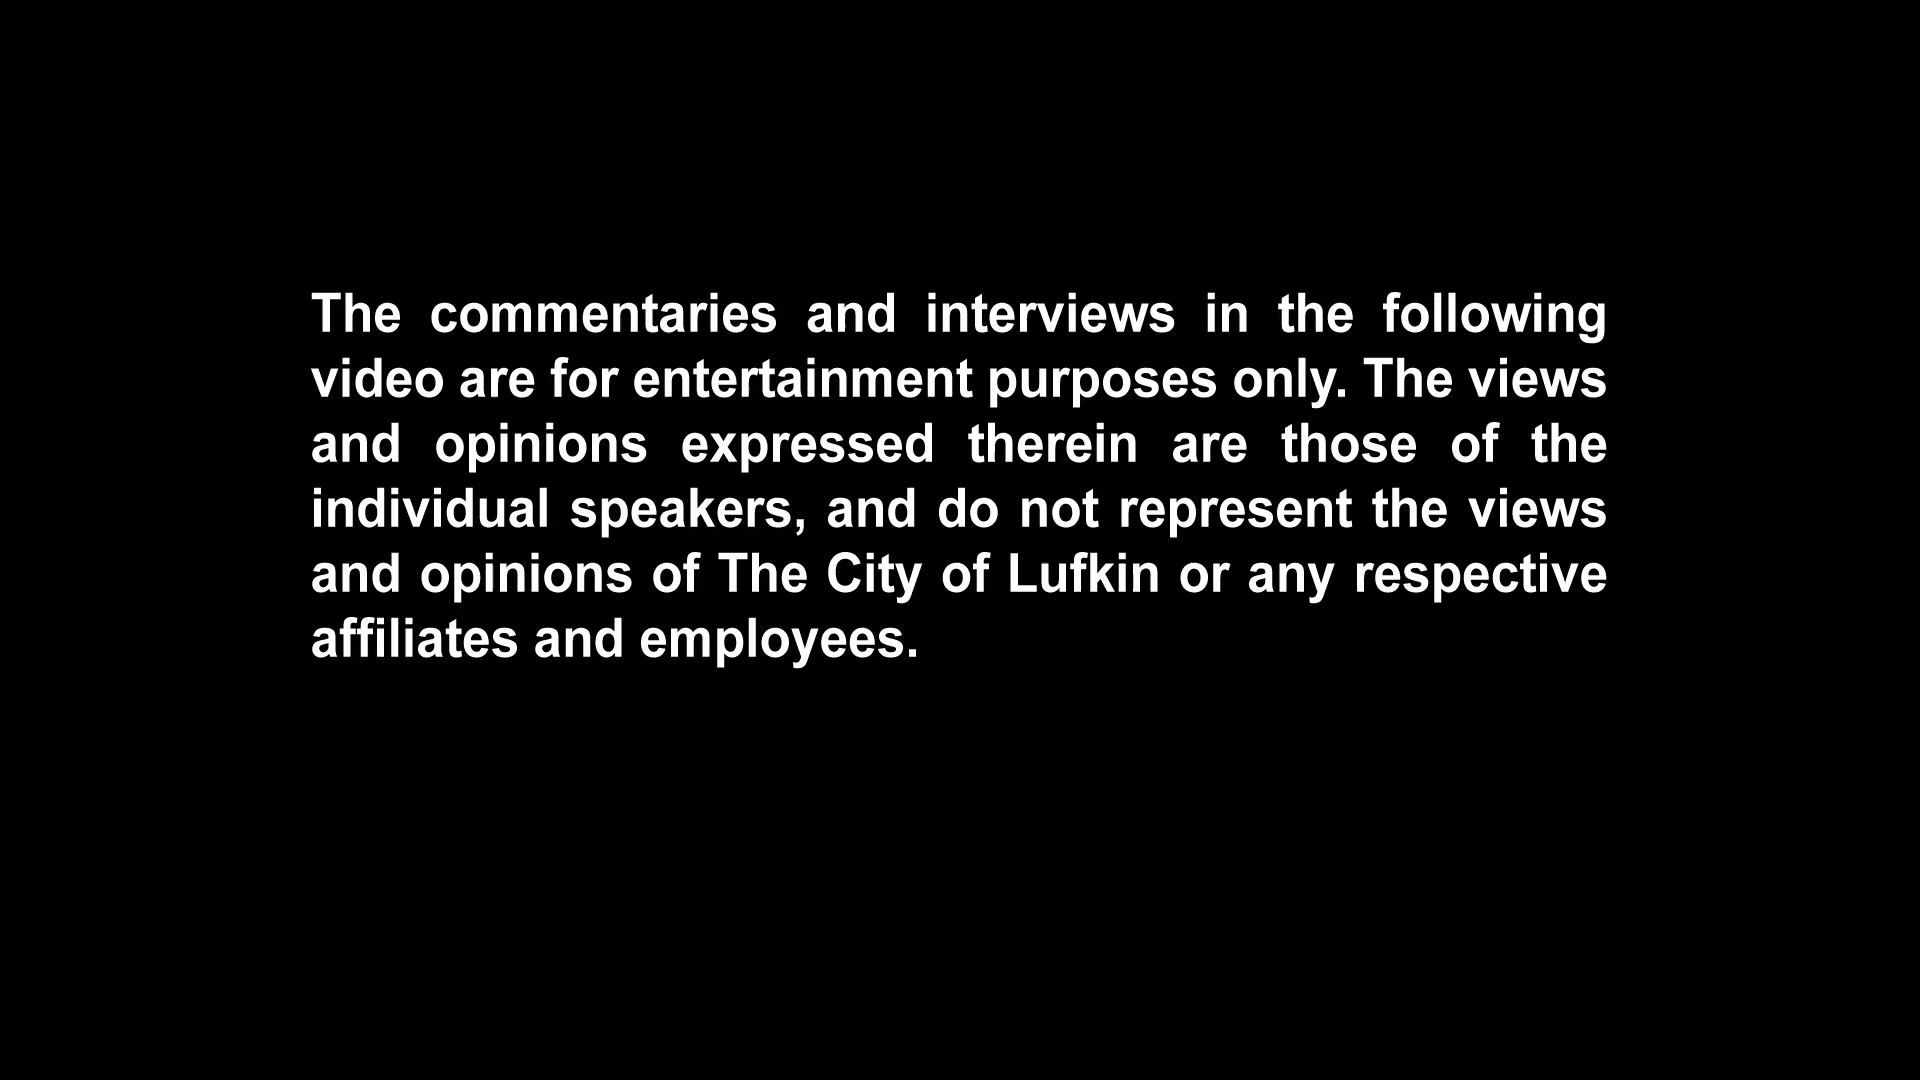 The commentaries and interviews in the following
video are for entertainment purposes only. The views
and opinions expressed therein are those of the
individual speakers, and do not represent the views
and opinions of The City of Lufkin or any respective
affiliates and employees.